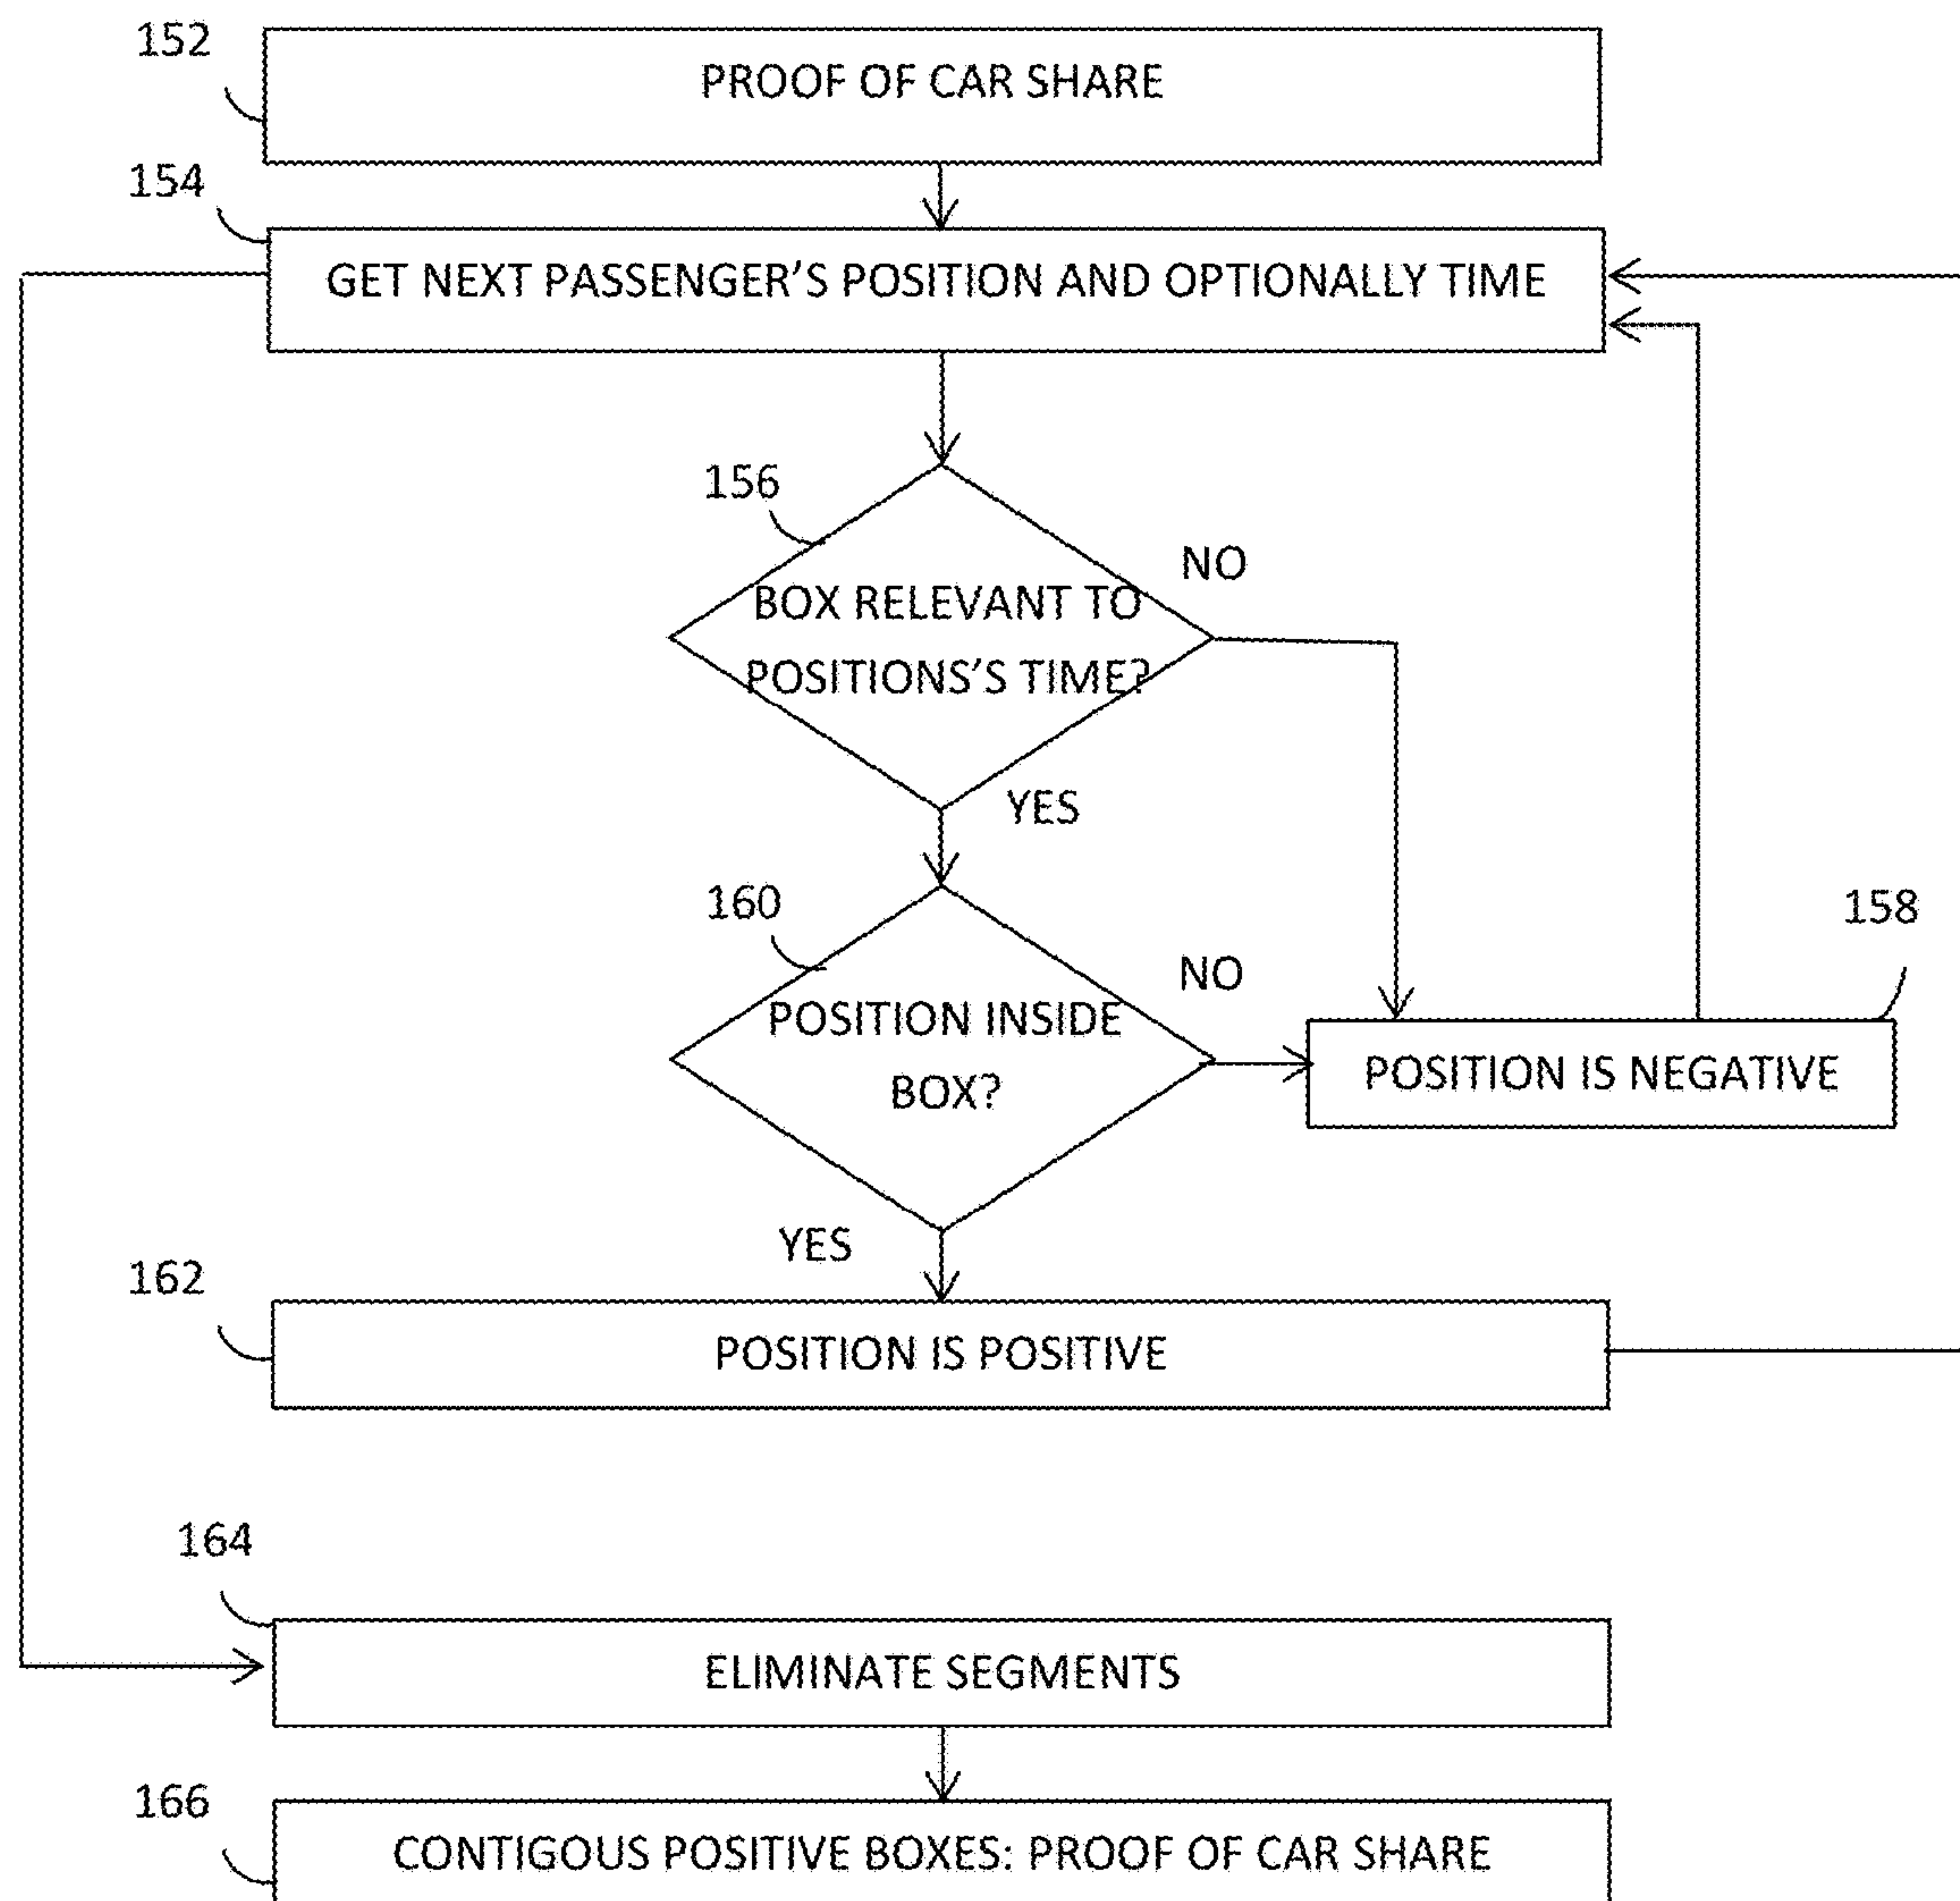 152
PROOF OF CAR SHARE
154
GET NEXT PASSENGER'S POSITION AND OPTIONALLY TIME
156
NO
BOX RELEVANT TO
POSITIONS'S TIME?
YES
160
158
NO
POSITION INSIDE
BOX?
POSITION IS NEGATIVE
YES
162
POSITION IS POSITIVE
164
ELIMINATE SEGMENTS
166
CONTIGOUS POSITIVE BOXES: PROOF OF CAR SHARE